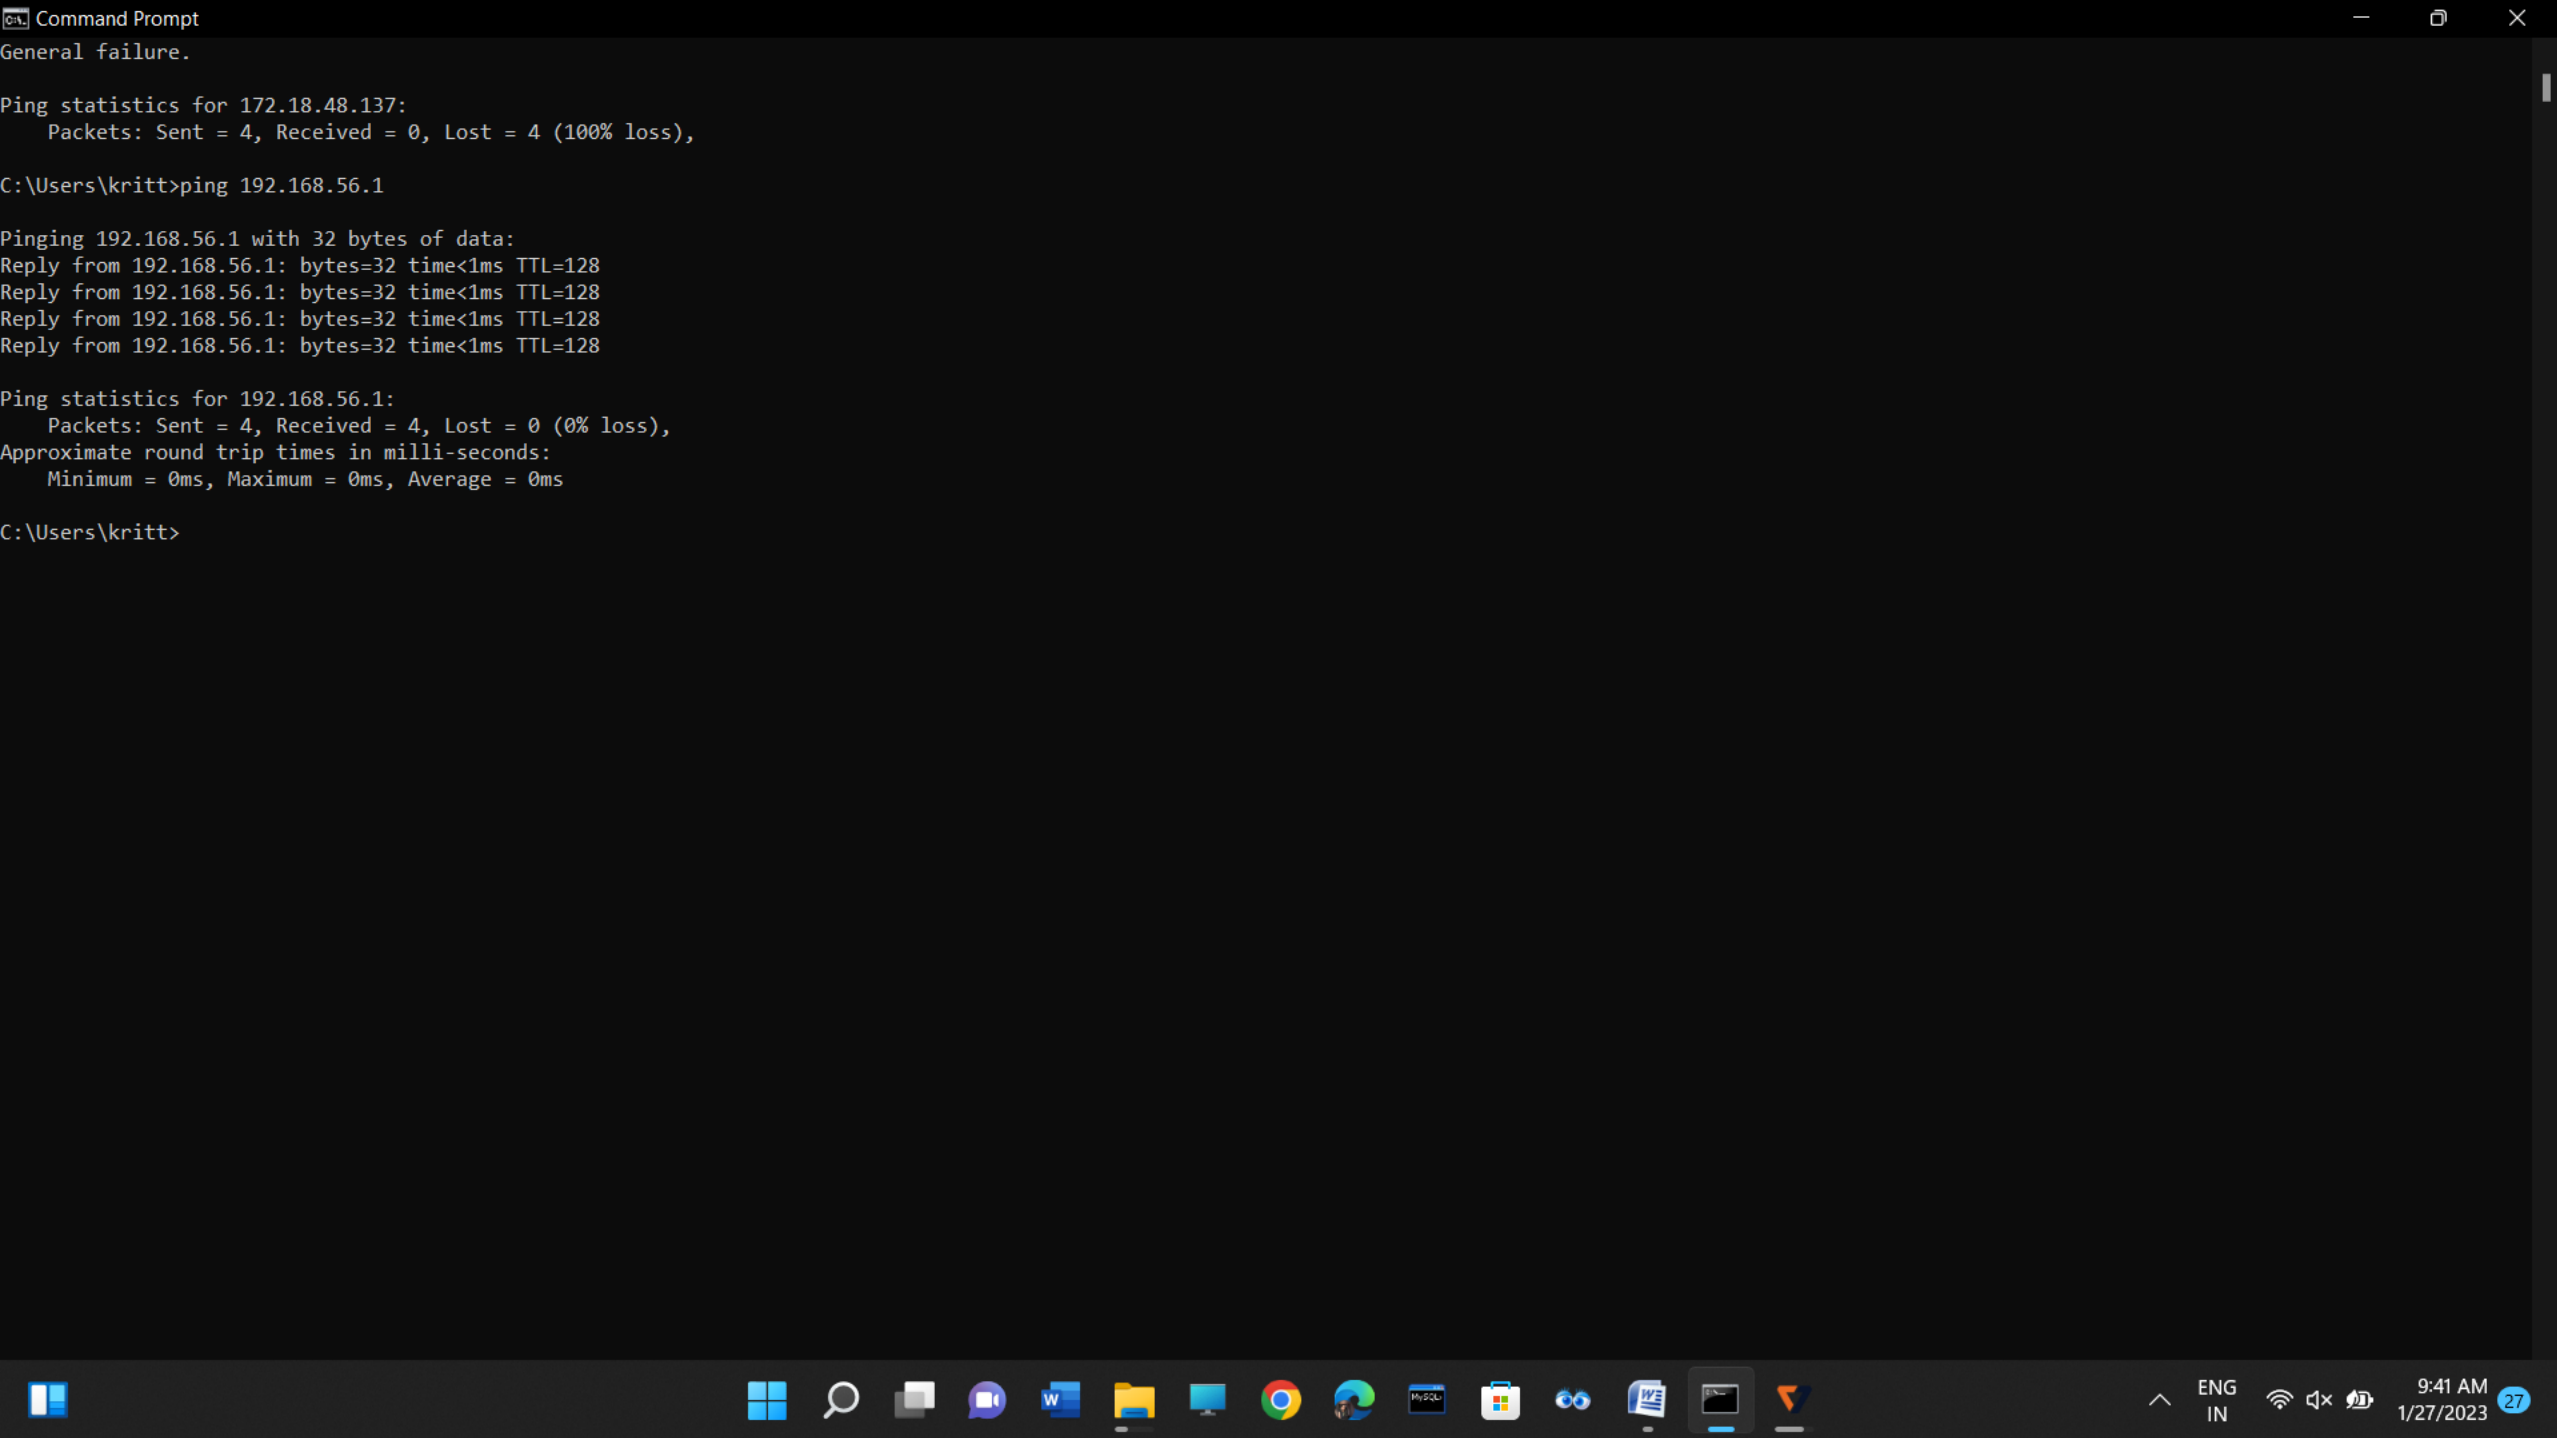 Command Prompt
General failure.
Ping statistics for 172.18.48.137:
Packets: Sent = 4, Received = 0, Lost = 4 (100% loss),
C:\Users\kritt>ping 192.168.56.1
Pinging 192.168.56.1 with 32 bytes of data:
Reply from 192.168.56.1: bytes=32 time<1ms TTL=128
Reply from 192.168.56.1: bytes=32 time<1ms TTL=128
Reply from 192.168.56.1: bytes=32 time<1ms TTL=128
Reply from 192.168.56.1: bytes=32 time<1ms TTL=128
Ping statistics for 192.168.56.1:
Packets: Sent = 4, Received = 4, Lost = 0 (0% loss),
Approximate round trip times in milli-seconds:
Minimum = 0ms, Maximum = 0ms, Average = 0ms
C:\Users\kritt>
W
MySQL
W
ENG
IN
9:41 AM
1/27/2023
27